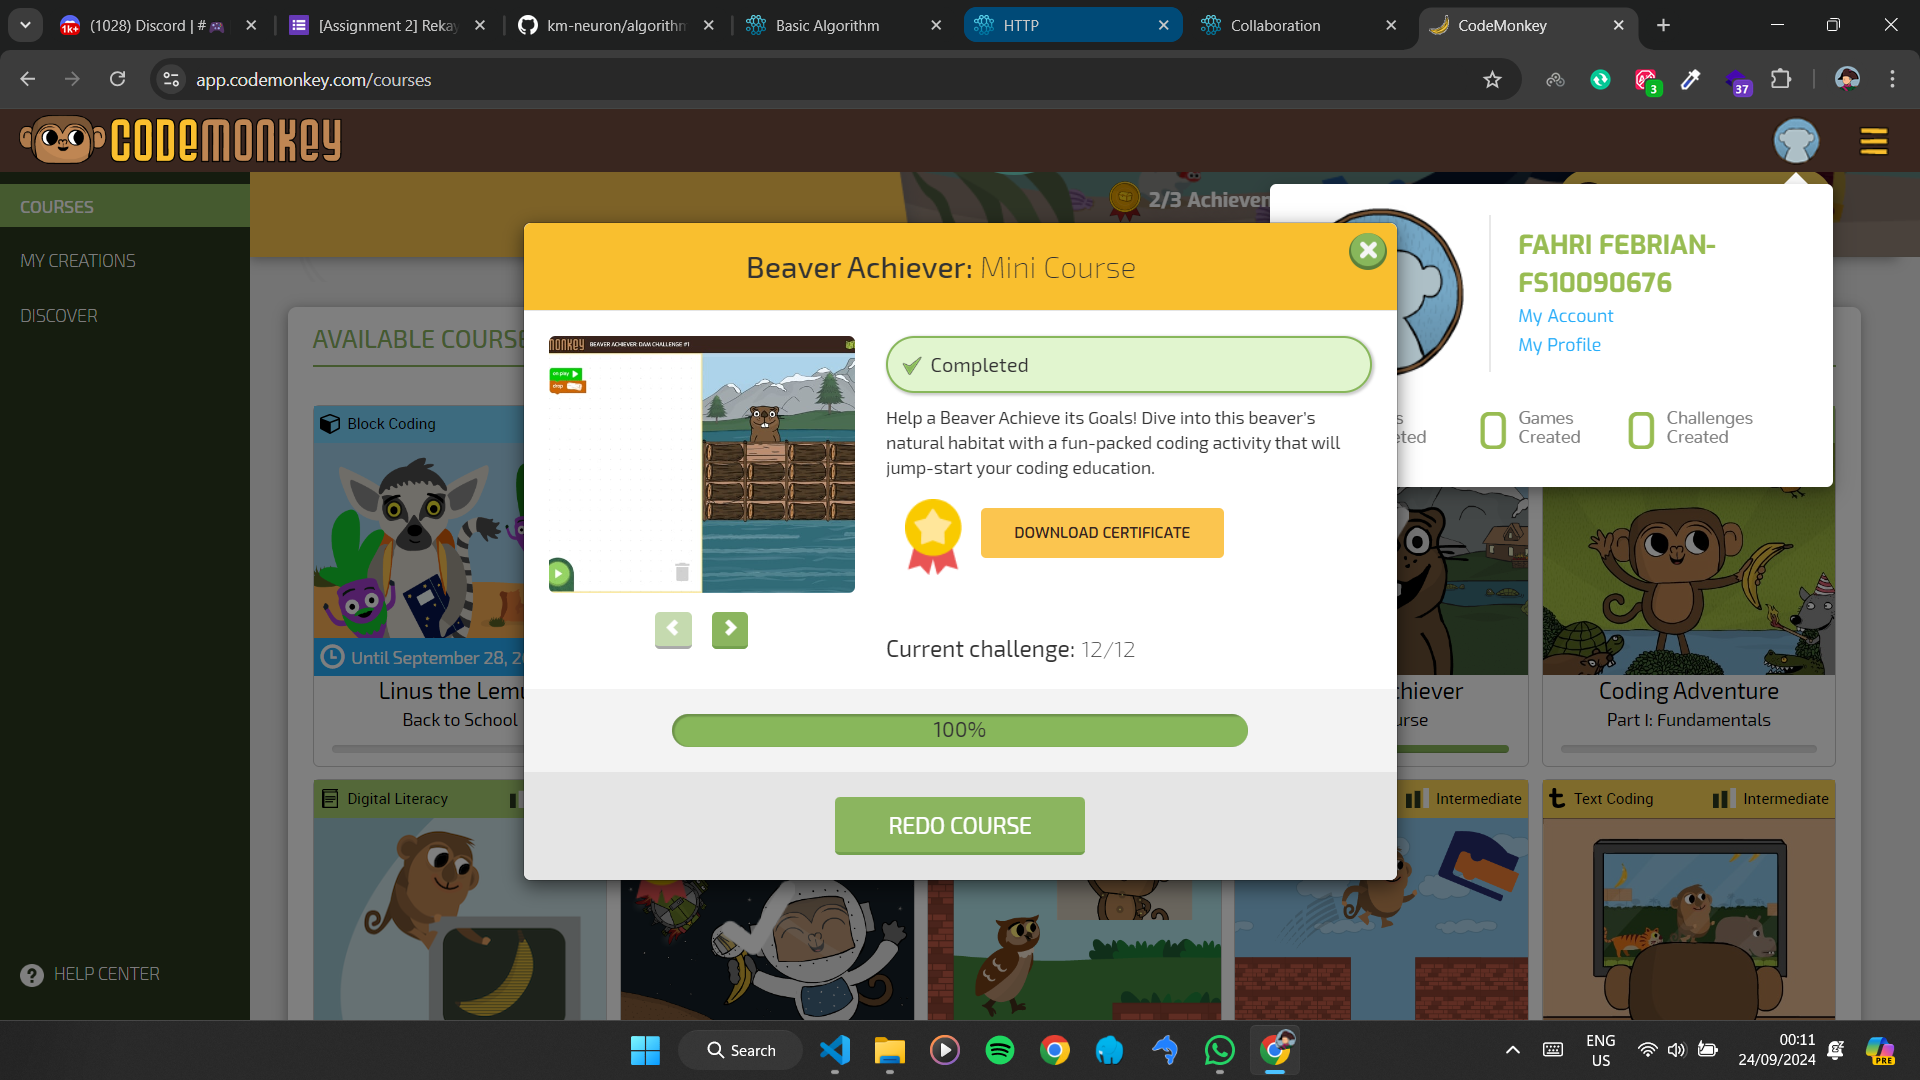 (1028) Discord | #
[Assignment 2] Rekay
km-neuron/algorithm
Basic Algorithm
HTTP
Collaboration
CodeMonkey
app.codemonkey.com/courses
3
37
CODEMONKEY
COURSES
MY CREATIONS
DISCOVER
HELP CENTER
2/3 Achievem
FAHRI FEBRIAN-
FS10090676
My Account
My Profile
0 Games
Created
0 Challenges
Created
AVAILABLE COURSE
Block Coding
Until September 28, 2
Linus the Lemu
Back to School
Beaver Achiever: Mini Course
BEAVER ACHIEVER: DAM CHALLENGE #1
on play
drop
Completed
Help a Beaver Achieve its Goals! Dive into this beaver's
natural habitat with a fun-packed coding activity that will
jump-start your coding education.
DOWNLOAD CERTIFICATE
Current challenge: 12/12
100%
REDO COURSE
chiever
urse
Coding Adventure
Part I: Fundamentals
Digital Literacy
Intermediate
Text Coding
Intermediate
Search
ENG
US
00:11
24/09/2024
PRE